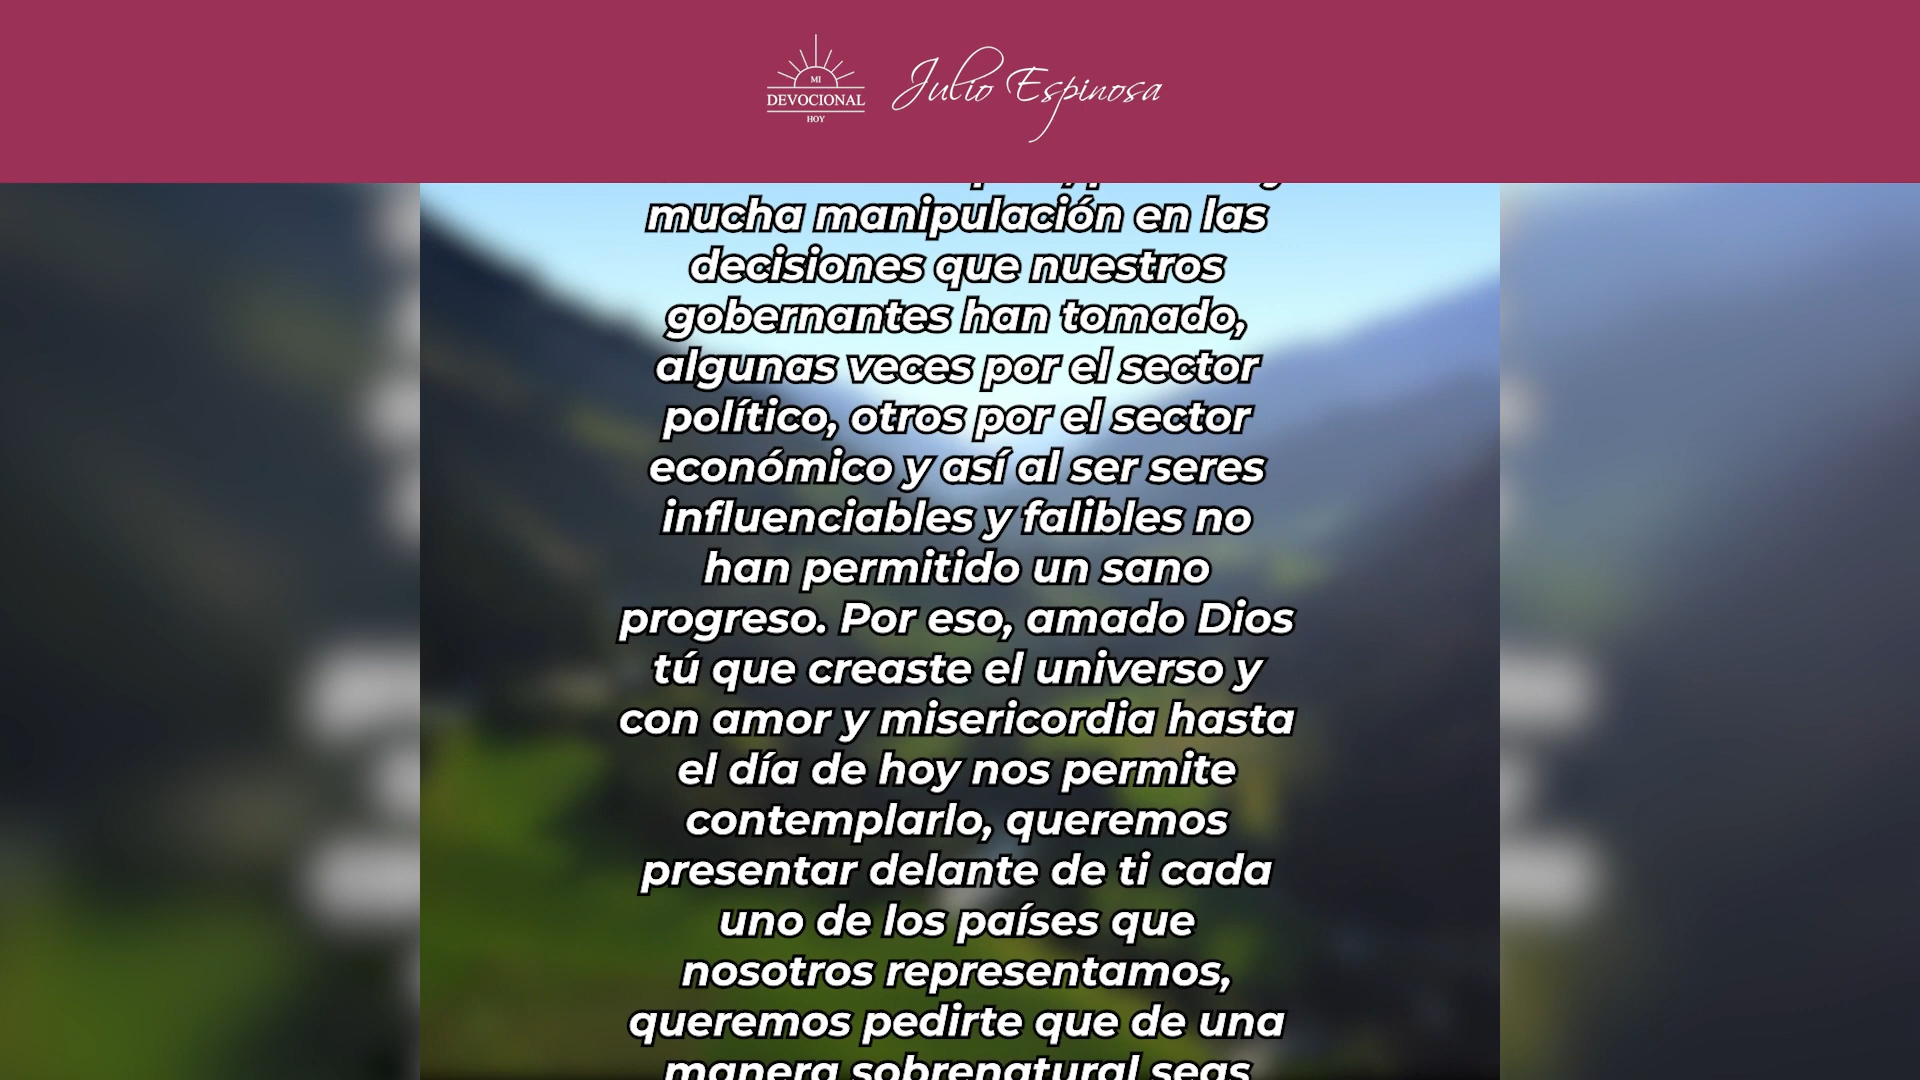 MI
DEVOCIONAL
HOY
Julio Espinosa
mucha manipulación en las
decisiones que nuestros
gobernantes han tomado,
algunas veces por el sector
político, otros por el sector
económico y así al ser seres
influenciables y falibles no
han permitido un sano
progreso. Por eso, amado Dios
tú que creaste el universo y
con amor y misericordia hasta
el día de hoy nos permite
contemplarlo, queremos
presentar delante de ti cada
uno de los países que
nosotros representamos,
queremos pedirte que de una
manera sobrenatural seas